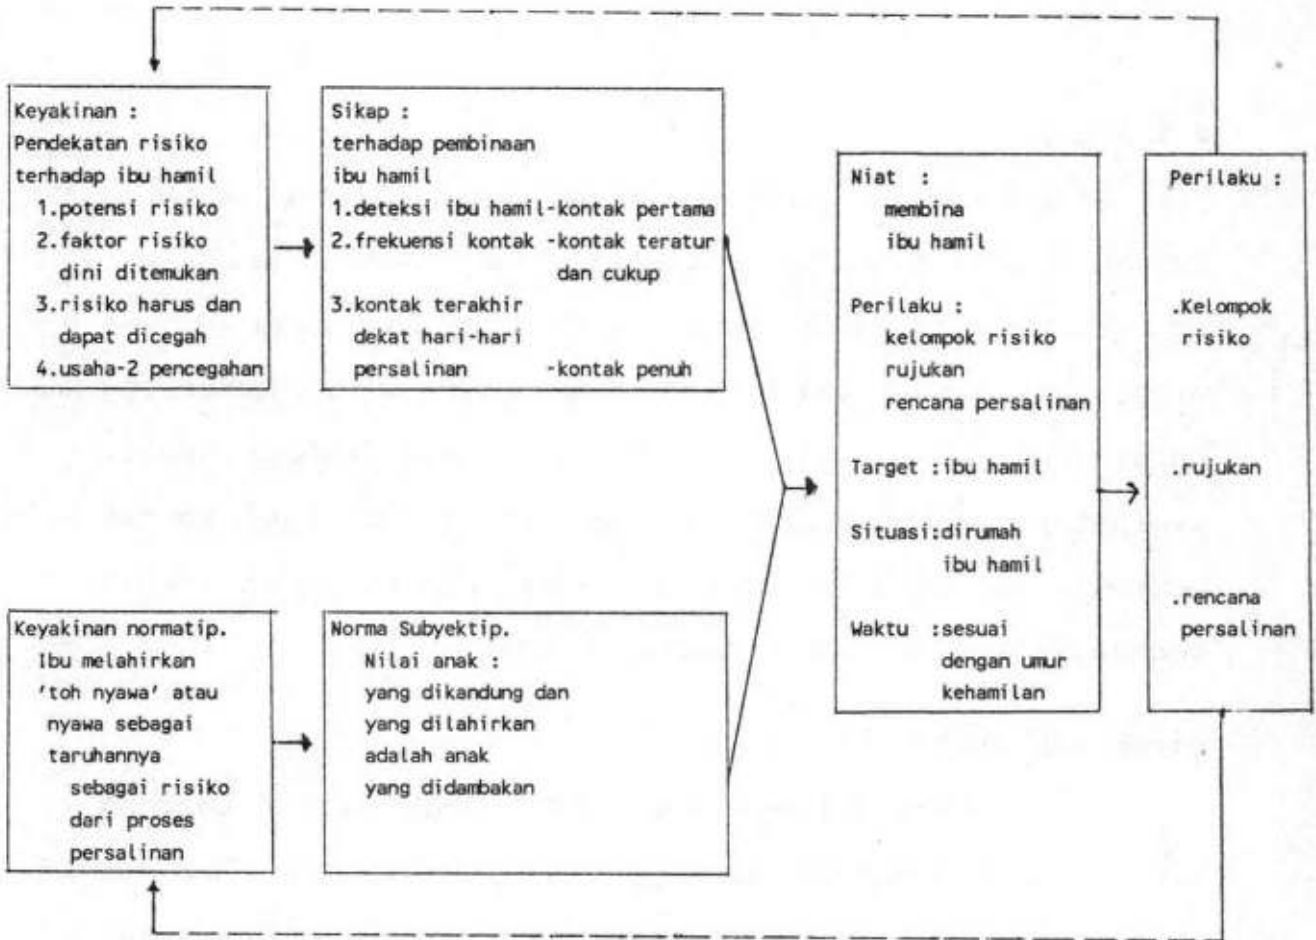 Keyakinan :
Pendekatan risiko
terhadap ibu hamil
1.potensi risiko
2.faktor risiko
dini ditemukan
3.risiko harus dan
dapat dicegah
4.usaha-2 pencegahan
Sikap :
terhadap pembinaan
ibu hamil
1.deteksi ibu hamil-kontak pertama
2.frekuensi kontak -kontak teratur
dan cukup
3.kontak terakhir
dekat hari-hari
persalinan -kontak penuh
Keyakinan normatip.
Ibu melahirkan
'toh nyawa' atau
nyawa sebagai
taruhannya
sebagai risiko
dari proses
persalinan
Norma Subyektip.
Nilai anak :
yang dikandung dan
yang dilahirkan
adalah anak
yang didambakan
Niat :
membina
ibu hamil
Perilaku :
kelompok risiko
rujukan
rencana persalinan
Target :ibu hamil
Situasi:dirumah
ibu hamil
Waktu :sesuai
dengan umur
kehamilan
Perilaku :
.Kelompok
risiko
.rujukan
.rencana
persalinan